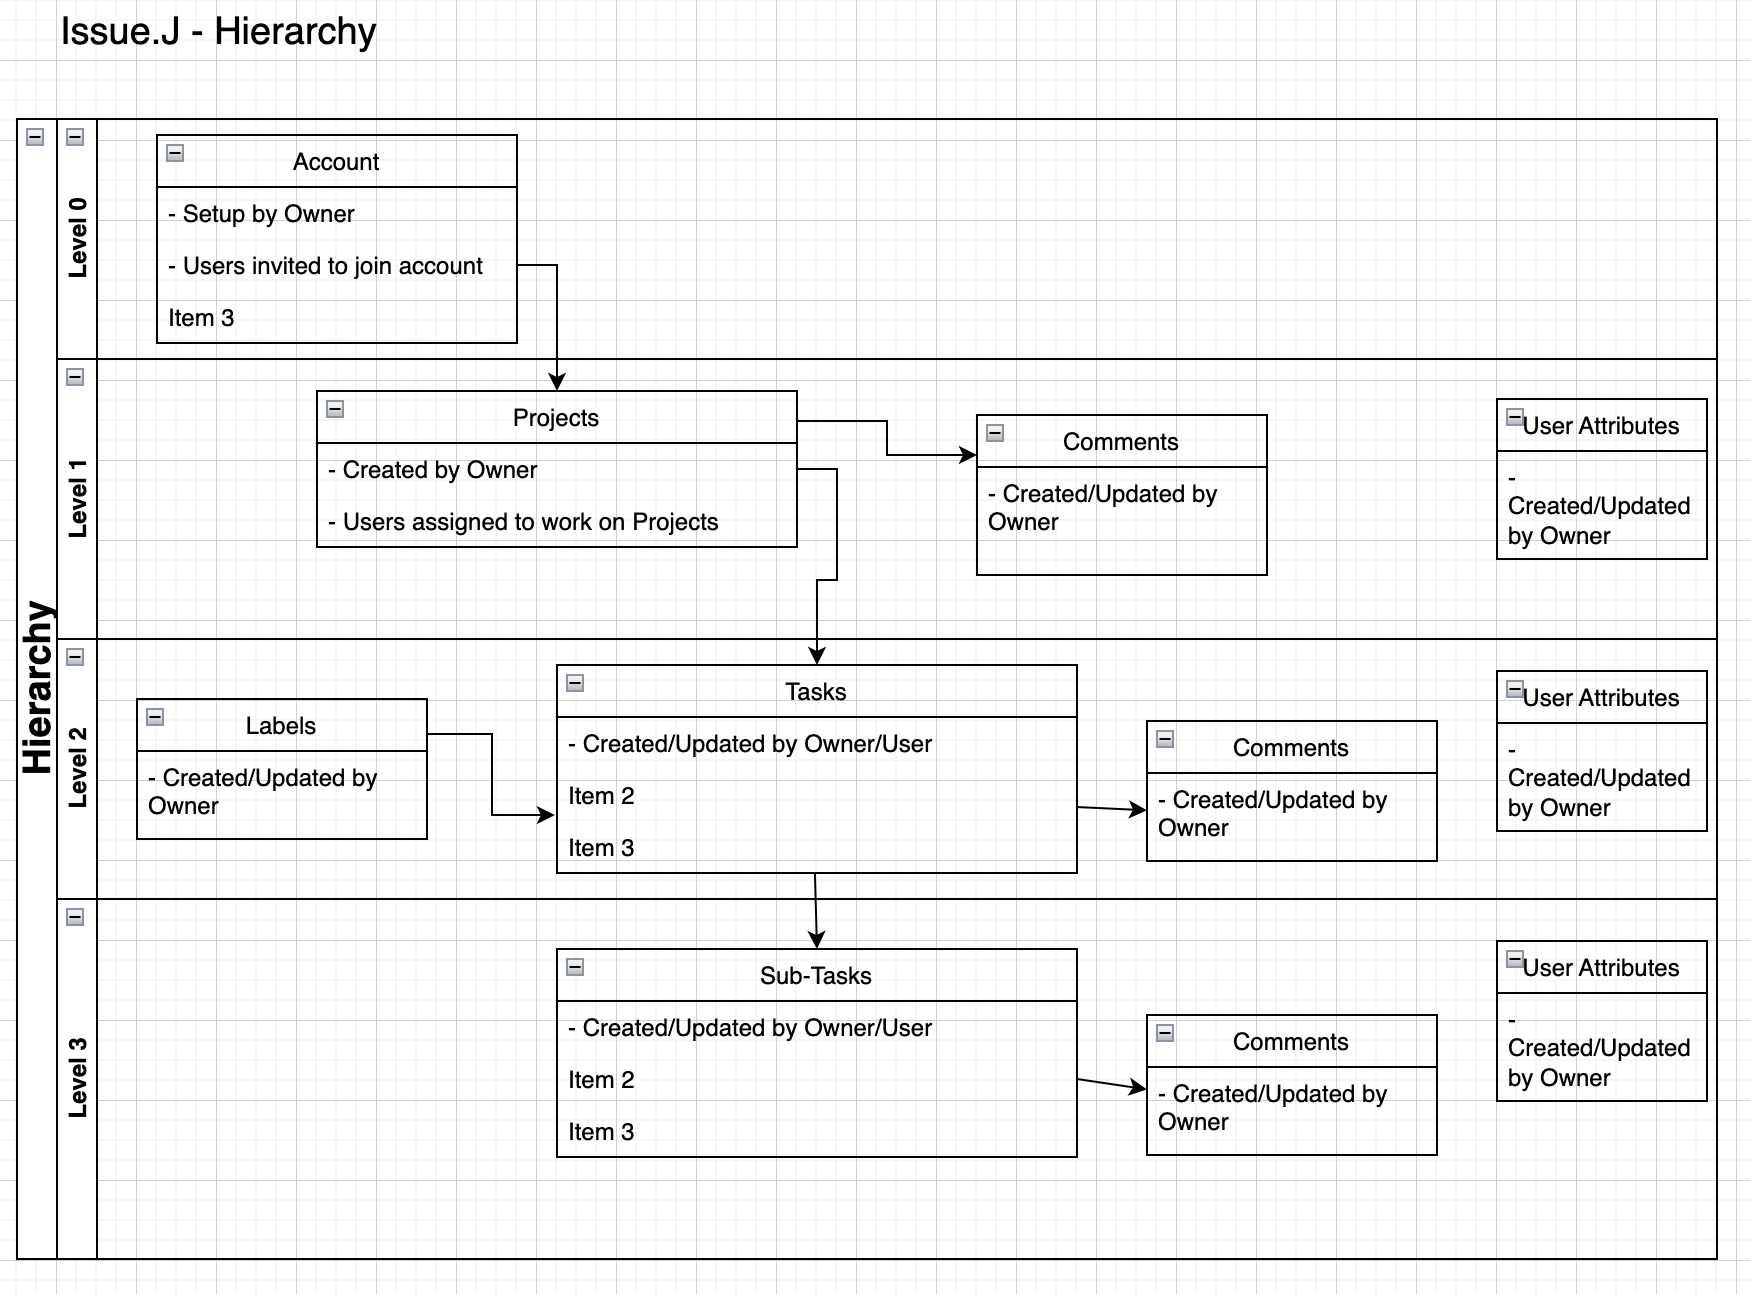 Issue.J - Hierarchy
Hierarchy
Level 0
Account
- Setup by Owner
- Users invited to join account
Item 3
Level 1
Projects
- Created by Owner
- Users assigned to work on Projects
Comments
- Created/Updated by
Owner
User Attributes
-
Created/Updated
by Owner
Level 2
Labels
- Created/Updated by
Owner
Tasks
- Created/Updated by Owner/User
Item 2
Item 3
Comments
- Created/Updated by
Owner
User Attributes
-
Created/Updated
by Owner
Level 3
Sub-Tasks
- Created/Updated by Owner/User
Item 2
Item 3
Comments
- Created/Updated by
Owner
User Attributes
-
Created/Updated
by Owner